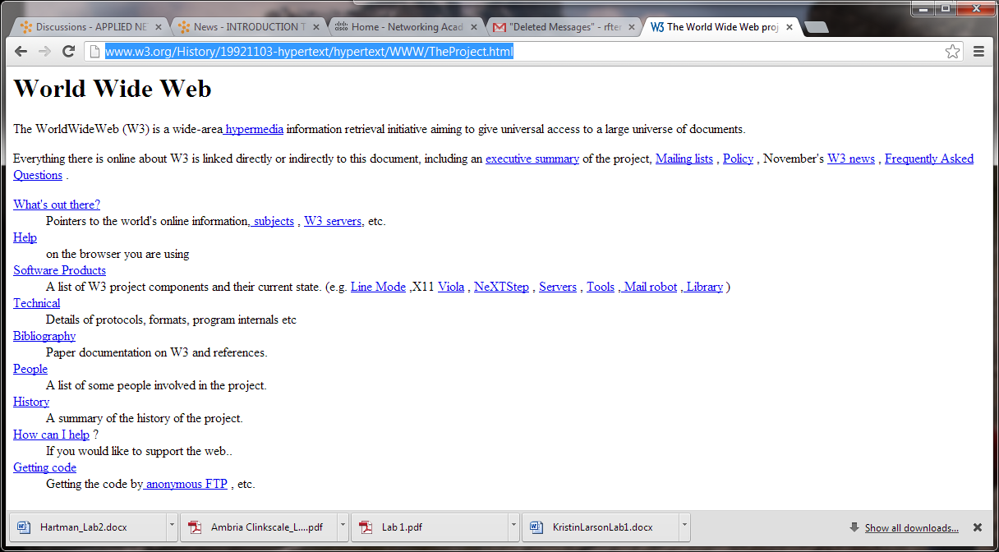 Discussions - APPLIED NE
News - INTRODUCTION T
Home - Networking Acad
"Deleted Messages" - rfter
W3 The World Wide Web proj
www.w3.org/History/19921103-hypertext/hypertext/WWW/TheProject.html
World Wide Web
The WorldWideWeb (W3) is a wide-area hypermedia information retrieval initiative aiming to give universal access to a large universe of documents.
Everything there is online about W3 is linked directly or indirectly to this document, including an executive summary of the project, Mailing lists , Policy , November's W3 news , Frequently Asked
Questions .
What's out there?
Pointers to the world's online information, subjects , W3 servers, etc.
Help
on the browser you are using
Software Products
A list of W3 project components and their current state. (e.g. Line Mode ,X11 Viola , NeXTStep , Servers , Tools , Mail robot , Library )
Technical
Details of protocols, formats, program internals etc
Bibliography
Paper documentation on W3 and references.
People
A list of some people involved in the project.
History
A summary of the history of the project.
How can I help ?
If you would like to support the web..
Getting code
Getting the code by anonymous FTP , etc.
Hartman_Lab2.docx
Ambria Clinkscale_L....pdf
Lab 1.pdf
KristinLarsonLab1.docx
Show all downloads...